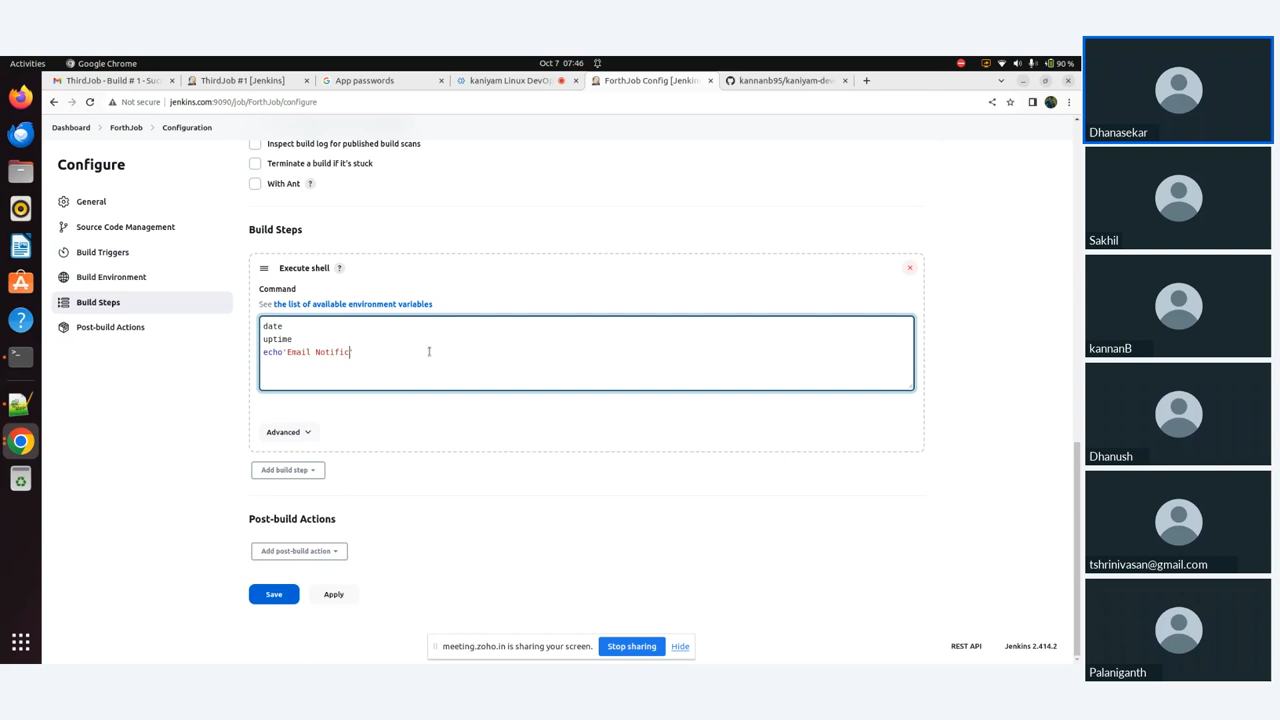 Activities
Google Chrome
Oct 7 07:46
90 %
ThirdJob - Build # 1 - Suc
ThirdJob #1 [Jenkins]
App passwords
kaniyam Linux DevO
ForthJob Config [Jenkin
kannanb95/kaniyam-de
Not secure
jenkins.com:9090/job/ForthJob/configure
Dashboard
ForthJob
Configuration
Configure
General
Source Code Management
Build Triggers
Build Environment
Build Steps
Post-build Actions
Inspect build log for published build scans
Terminate a build if it's stuck
With Ant ?
Build Steps
Execute shell ?
Command
See the list of available environment variables
date
uptime
echo'Email Notific'
Advanced
Add build step
Post-build Actions
Add post-build action
Save
Apply
meeting.zoho.in is sharing your screen.
Stop sharing
Hide
REST API
Jenkins 2.414.2
Dhanasekar
Sakhil
kannanB
Dhanush
tshrinivasan@gmail.com
Palaniganth